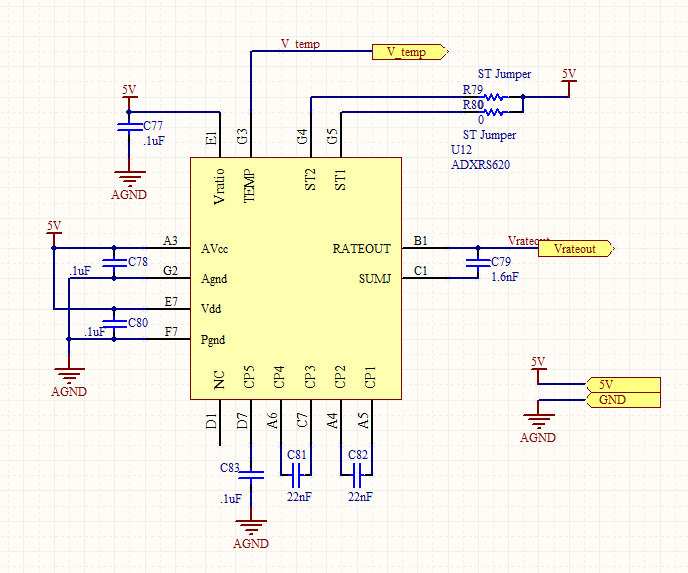 V_temp
V_temp
ST Jumper
5V
5V
R79
R80
0
0
C77
.1uF
E1
G3
G4
G5
ST Jumper
U12
ADXRS620
AGND
Vratio
TEMP
ST2
ST1
5V
A3
AVcc
RATEOUT
B1
Vrateout
Vrateout
C78
.1uF
G2
Agnd
SUMJ
C1
C79
1.6nF
E7
Vdd
C80
.1uF
F7
Pgnd
AGND
NC
CP5
CP4
CP3
CP2
CP1
5V
5V
GND
AGND
D1
D7
A6
C7
A4
A5
C83
.1uF
C81
22nF
C82
22nF
AGND